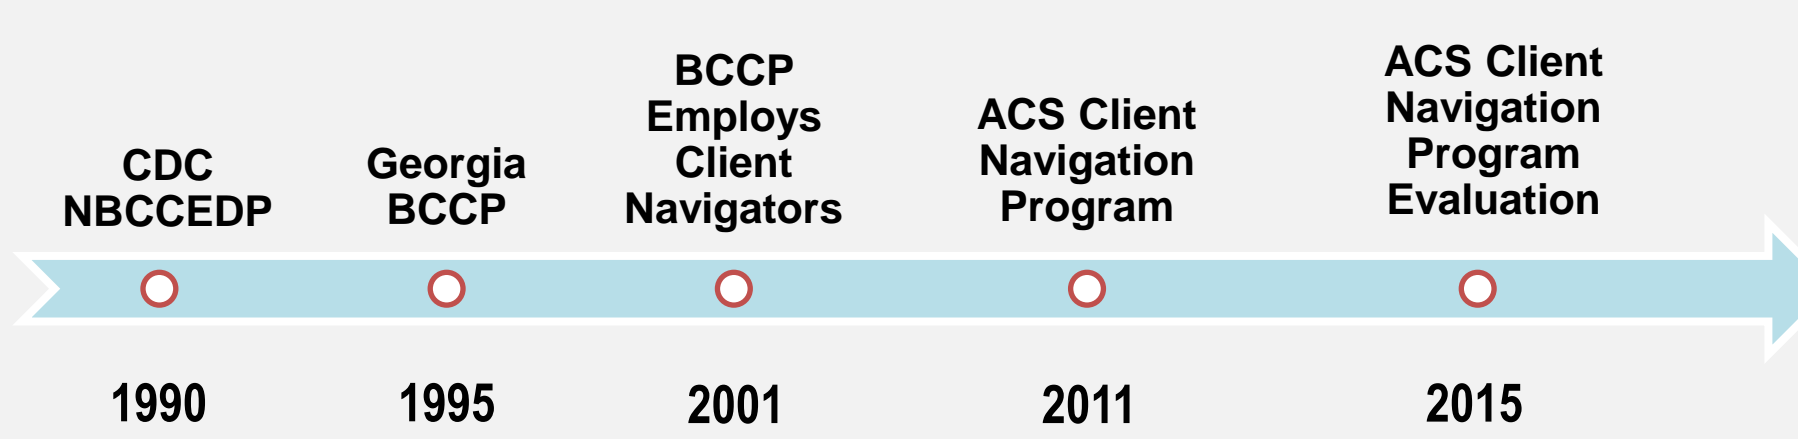 CDC
NBCCEDP
Georgia
BCCP
BCCP
Employs
Client
Navigators
ACS Client
Navigation
Program
ACS Client
Navigation
Program
Evaluation
1990
1995
2001
2011
2015